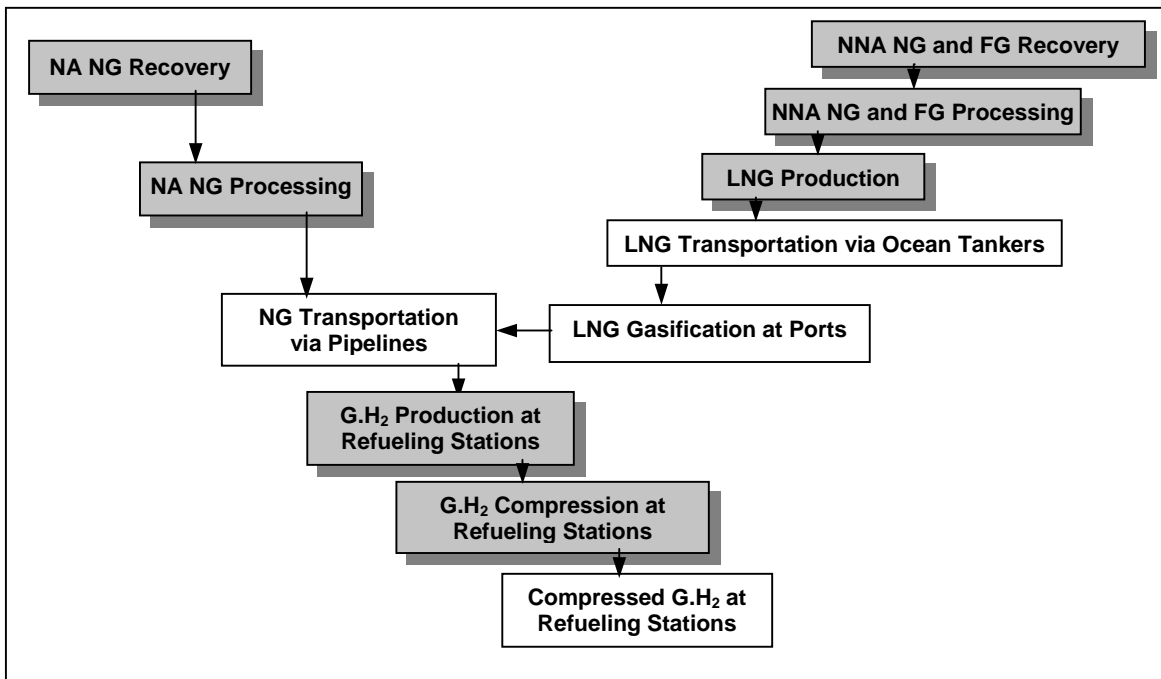 NA NG Recovery
NNA NG and FG Recovery
NNA NG and FG Processing
NA NG Processing
LNG Production
LNG Transportation via Ocean Tankers
NG Transportation
via Pipelines
LNG Gasification at Ports
G.H₂ Production at
Refueling Stations
G.H₂ Compression at
Refueling Stations
Compressed G.H₂ at
Refueling Stations